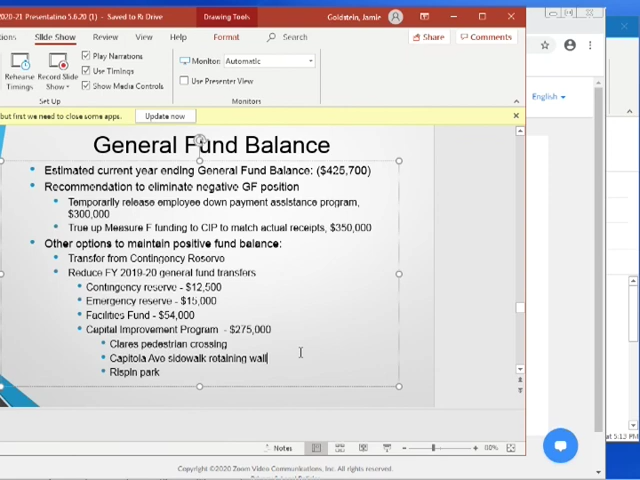 2020-21 Presentatino 5.6.20 (1) - Saved to R: Drive
Drawing Tools
Goldstein, Jamie
Slide Show
Review
View
Help
Format
Search
Share
Comments
Rehearse Timings
Record Slide Show
Play Narrations
Use Timings
Show Media Controls
Set Up
Monitor: Automatic
Use Presenter View
Monitors
but first we need to close some apps.
Update now
English
General Fund Balance
Estimated current year ending General Fund Balance: ($425,700)
Recommendation to eliminate negative GF position
Temporarily release employee down payment assistance program,
$300,000
True up Measure F funding to CIP to match actual receipts, $350,000
Other options to maintain positive fund balance:
Transfer from Contingency Reserve
Reduce FY 2019-20 general fund transfers
Contingency reserve - $12,500
Emergency reserve - $15,000
Facilities Fund - $54,000
Capital Improvement Program - $275,000
Clares pedestrian crossing
Capitola Ave sidewalk retaining wall
Rispin park
at 5:13 PM
Notes
Copyright ©2020 Zoom Video Communications, Inc. All rights reserved.